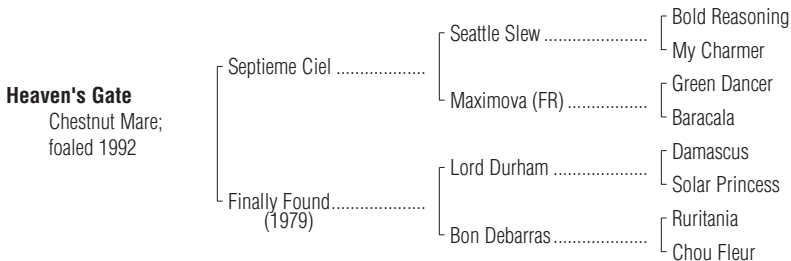 Heaven's Gate
Chestnut Mare;
foaled 1992
Septieme Ciel ...................
Finally Found....................
(1979)
Seattle Slew ......................
Maximova (FR) .................
Lord Durham ....................
Bon Debarras....................
Bold Reasoning
My Charmer
Green Dancer
Baracala
Damascus
Solar Princess
Ruritania
Chou Fleur